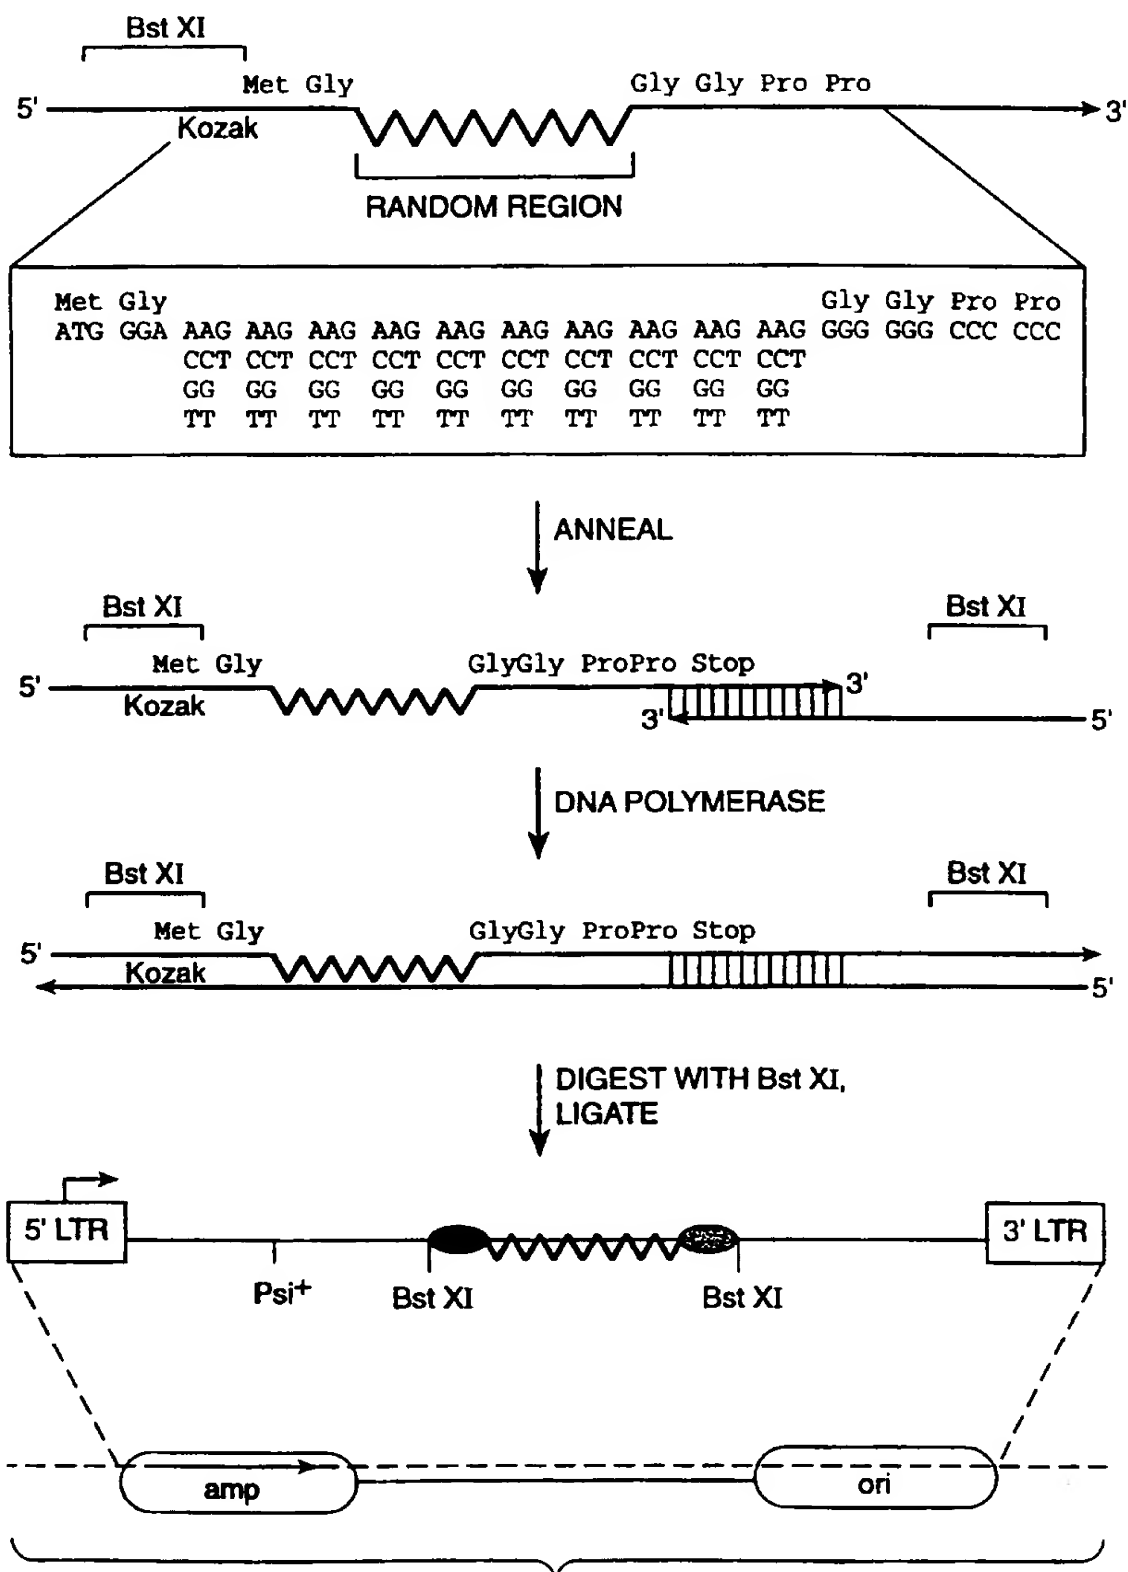 Bst XI
Met Gly Gly Gly Pro Pro
5' 3'
Kozak
RANDOM REGION
Met Gly Gly Gly Pro Pro
ATG GGA AAG AAG AAG AAG AAG AAG AAG AAG AAG AAG GGG GGG CCC CCC
CCT CCT CCT CCT CCT CCT CCT CCT CCT CCT
GG GG GG GG GG GG GG GG GG GG
TT TT TT TT TT TT TT TT TT TT
ANNEAL
Bst XI Bst XI
Met Gly GlyGly ProPro Stop
5' 3'
Kozak
3' 5'
DNA POLYMERASE
Bst XI Bst XI
Met Gly GlyGly ProPro Stop
5'
Kozak
5'
DIGEST WITH Bst XI,
LIGATE
5' LTR 3' LTR
Psi+ Bst XI Bst XI
amp ori